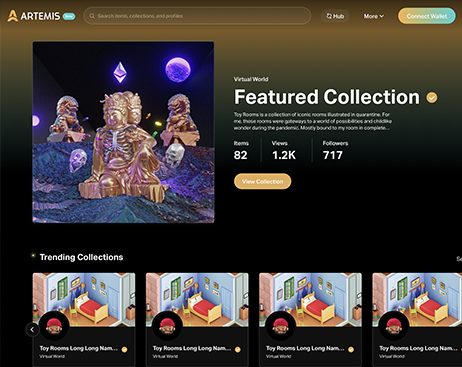 ARTEMIS Beta
Search items, collections, and profiles
Hub
More
Connect Wallet
Virtual World
Featured Collection
Toy Rooms is a collection of iconic rooms illustrated in quarantine. For
me, these rooms were gateways to a world of possibilities and childlike
wonder during the pandemic. Mostly bound to my room in complete...
Items
Views
Followers
82
1.2K
717
View Collection
Trending Collections
Se
Toy Rooms Long Long Nam...
Virtual World
Toy Rooms Long Long Nam...
Virtual World
Toy Rooms Long Long Nam...
Virtual World
Toy Rooms Long Long Nam...
Virtual World